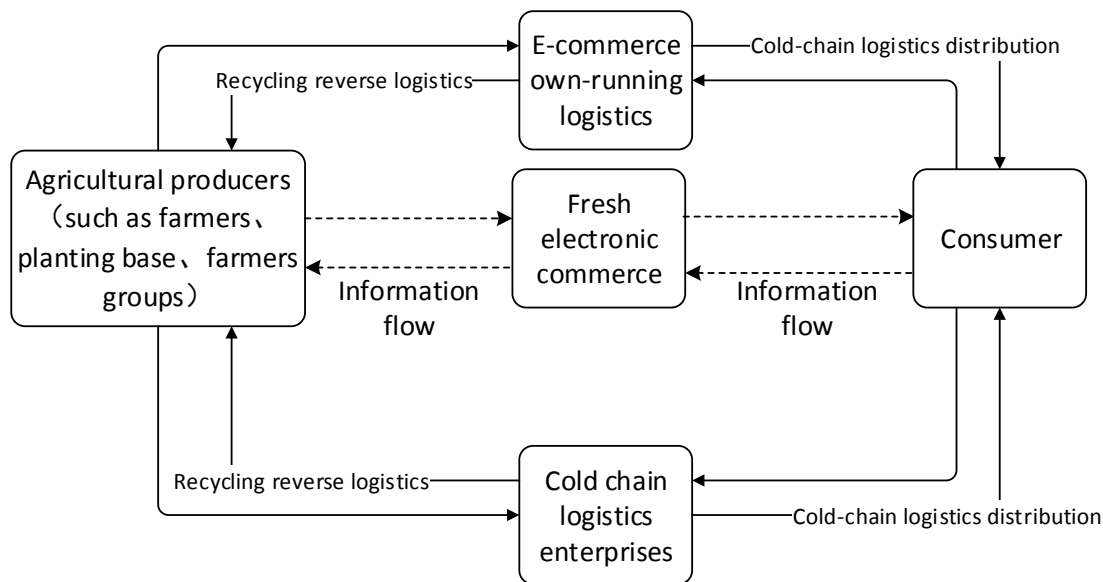 E-commerce
own-running
logistics
Cold-chain logistics distribution
Recycling reverse logistics
Agricultural producers
（such as farmers、
planting base、farmers
groups）
Fresh
electronic
commerce
Consumer
Information
flow
Information
flow
Recycling reverse logistics
Cold chain
logistics
enterprises
Cold-chain logistics distribution